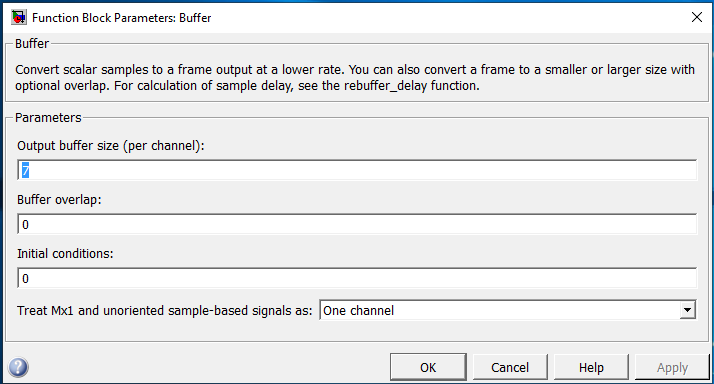 Function Block Parameters: Buffer
Buffer
Convert scalar samples to a frame output at a lower rate. You can also convert a frame to a smaller or larger size with
optional overlap. For calculation of sample delay, see the rebuffer_delay function.
Parameters
Output buffer size (per channel):
7
Buffer overlap:
0
Initial conditions:
0
Treat Mx1 and unoriented sample-based signals as: One channel
? OK Cancel Help Apply